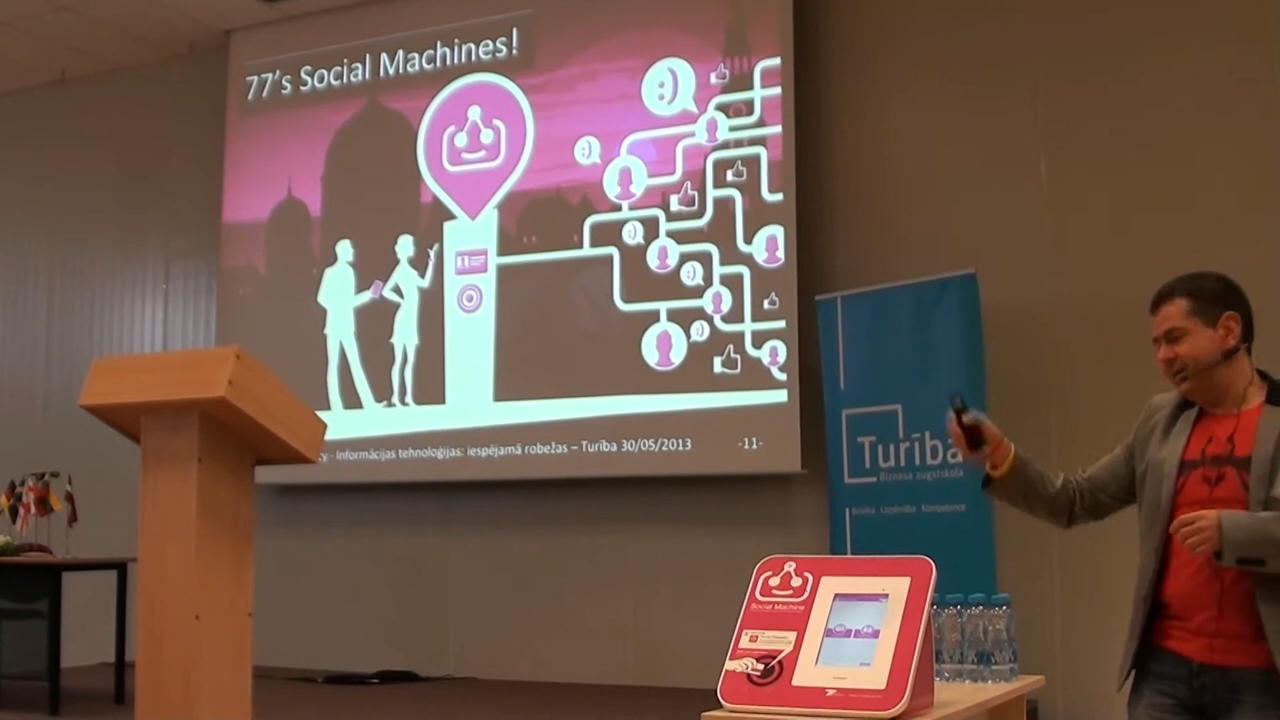 77's Social Machines!
- Informācijas tehnoloģijas: iespējamā robežas – Turība 30/05/2013
-11-
Turība
Biznesa augstskola
Social Machine